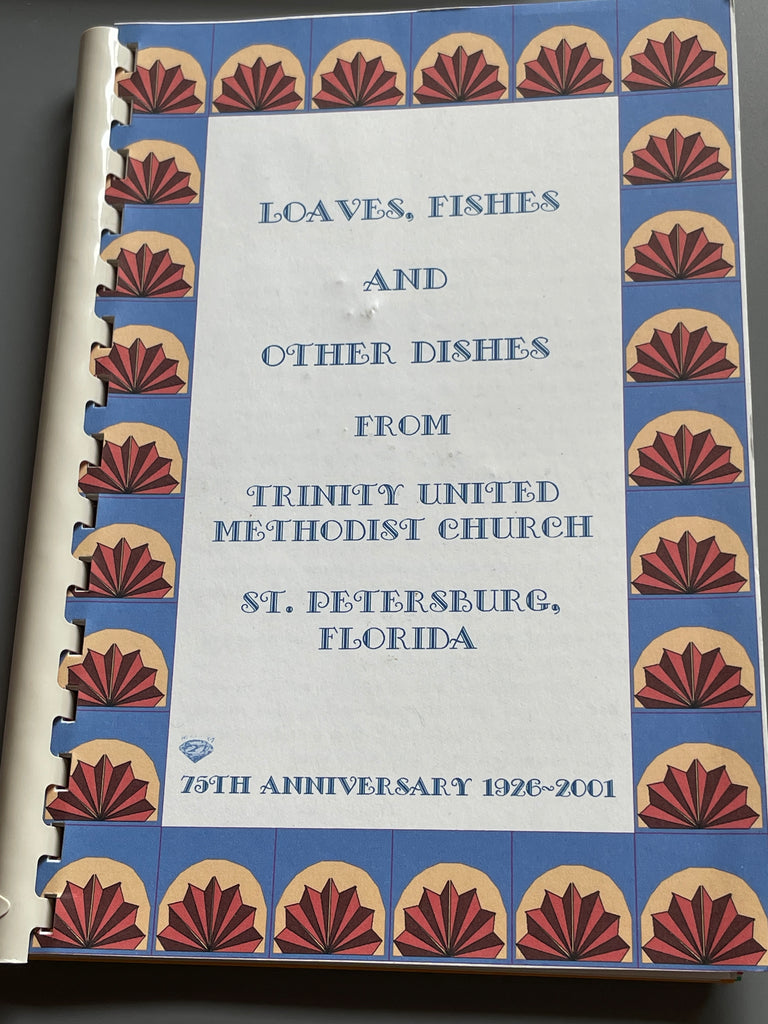 LOAVES, FISHES
AND
OTHER DISHES
FROM
TRINITY UNITED
METHODIST CHURCH
ST. PETERSBURG,
FLORIDA
75TH ANNIVERSARY 1926~2001